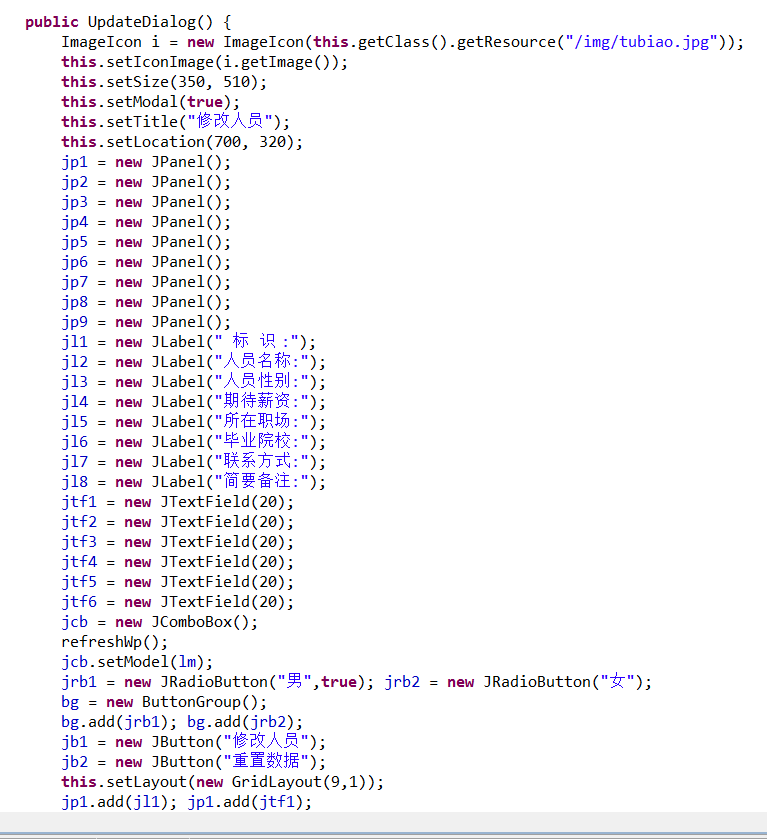 public UpdateDialog() {
ImageIcon i = new ImageIcon(this.getClass().getResource("/img/tubiao.jpg"));
this.setIconImage(i.getImage());
this.setSize(350, 510);
this.setModal(true);
this.setTitle("修改人员");
this.setLocation(700, 320);
jp1 = new JPanel();
jp2 = new JPanel();
jp3 = new JPanel();
jp4 = new JPanel();
jp5 = new JPanel();
jp6 = new JPanel();
jp7 = new JPanel();
jp8 = new JPanel();
jp9 = new JPanel();
jl1 = new JLabel(" 标 识 :");
jl2 = new JLabel("人员名称:");
jl3 = new JLabel("人员性别:");
jl4 = new JLabel("期待薪资:");
jl5 = new JLabel("所在职场:");
jl6 = new JLabel("毕业院校:");
jl7 = new JLabel("联系方式:");
jl8 = new JLabel("简要备注:");
jtf1 = new JTextField(20);
jtf2 = new JTextField(20);
jtf3 = new JTextField(20);
jtf4 = new JTextField(20);
jtf5 = new JTextField(20);
jtf6 = new JTextField(20);
jcb = new JComboBox();
refreshWp();
jcb.setModel(lm);
jrb1 = new JRadioButton("男",true); jrb2 = new JRadioButton("女");
bg = new ButtonGroup();
bg.add(jrb1); bg.add(jrb2);
jb1 = new JButton("修改人员");
jb2 = new JButton("重置数据");
this.setLayout(new GridLayout(9,1));
jp1.add(jl1); jp1.add(jtf1);